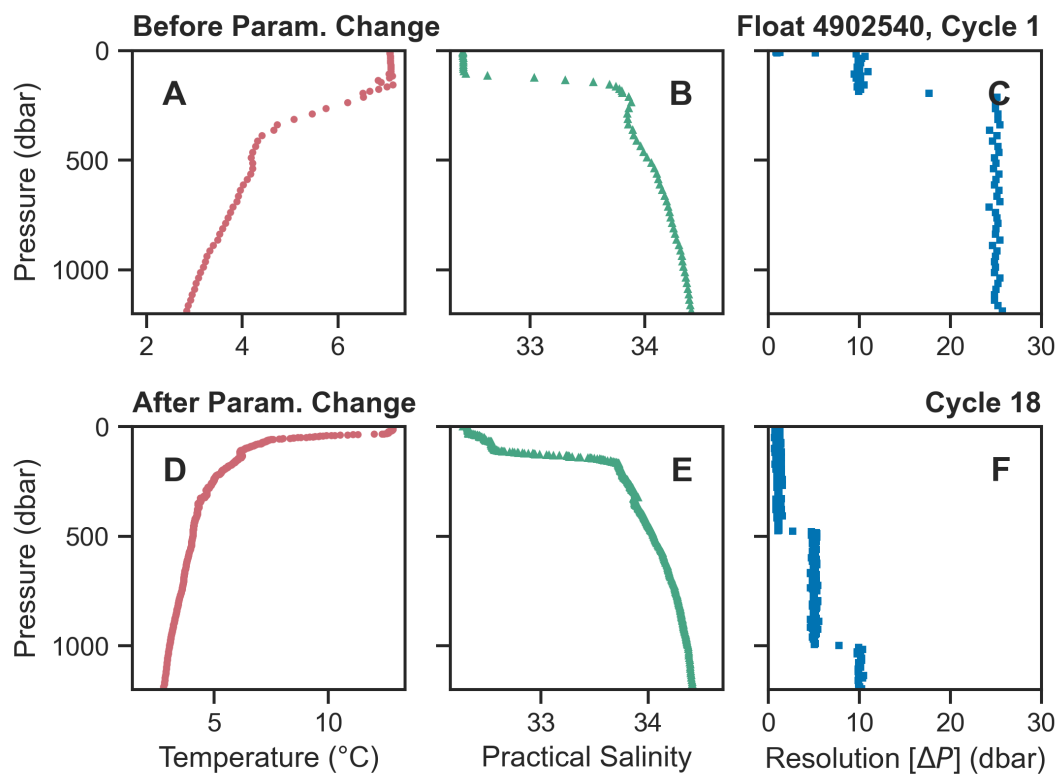 Before Param. Change
Float 4902540, Cycle 1
0
500
1000
Pressure (dbar)
A
B
C
2 4 6
33 34
0 10 20 30
After Param. Change
Cycle 18
0
500
1000
Pressure (dbar)
D
E
F
5 10
33 34
0 10 20 30
Temperature (°C)
Practical Salinity
Resolution [ΔP] (dbar)